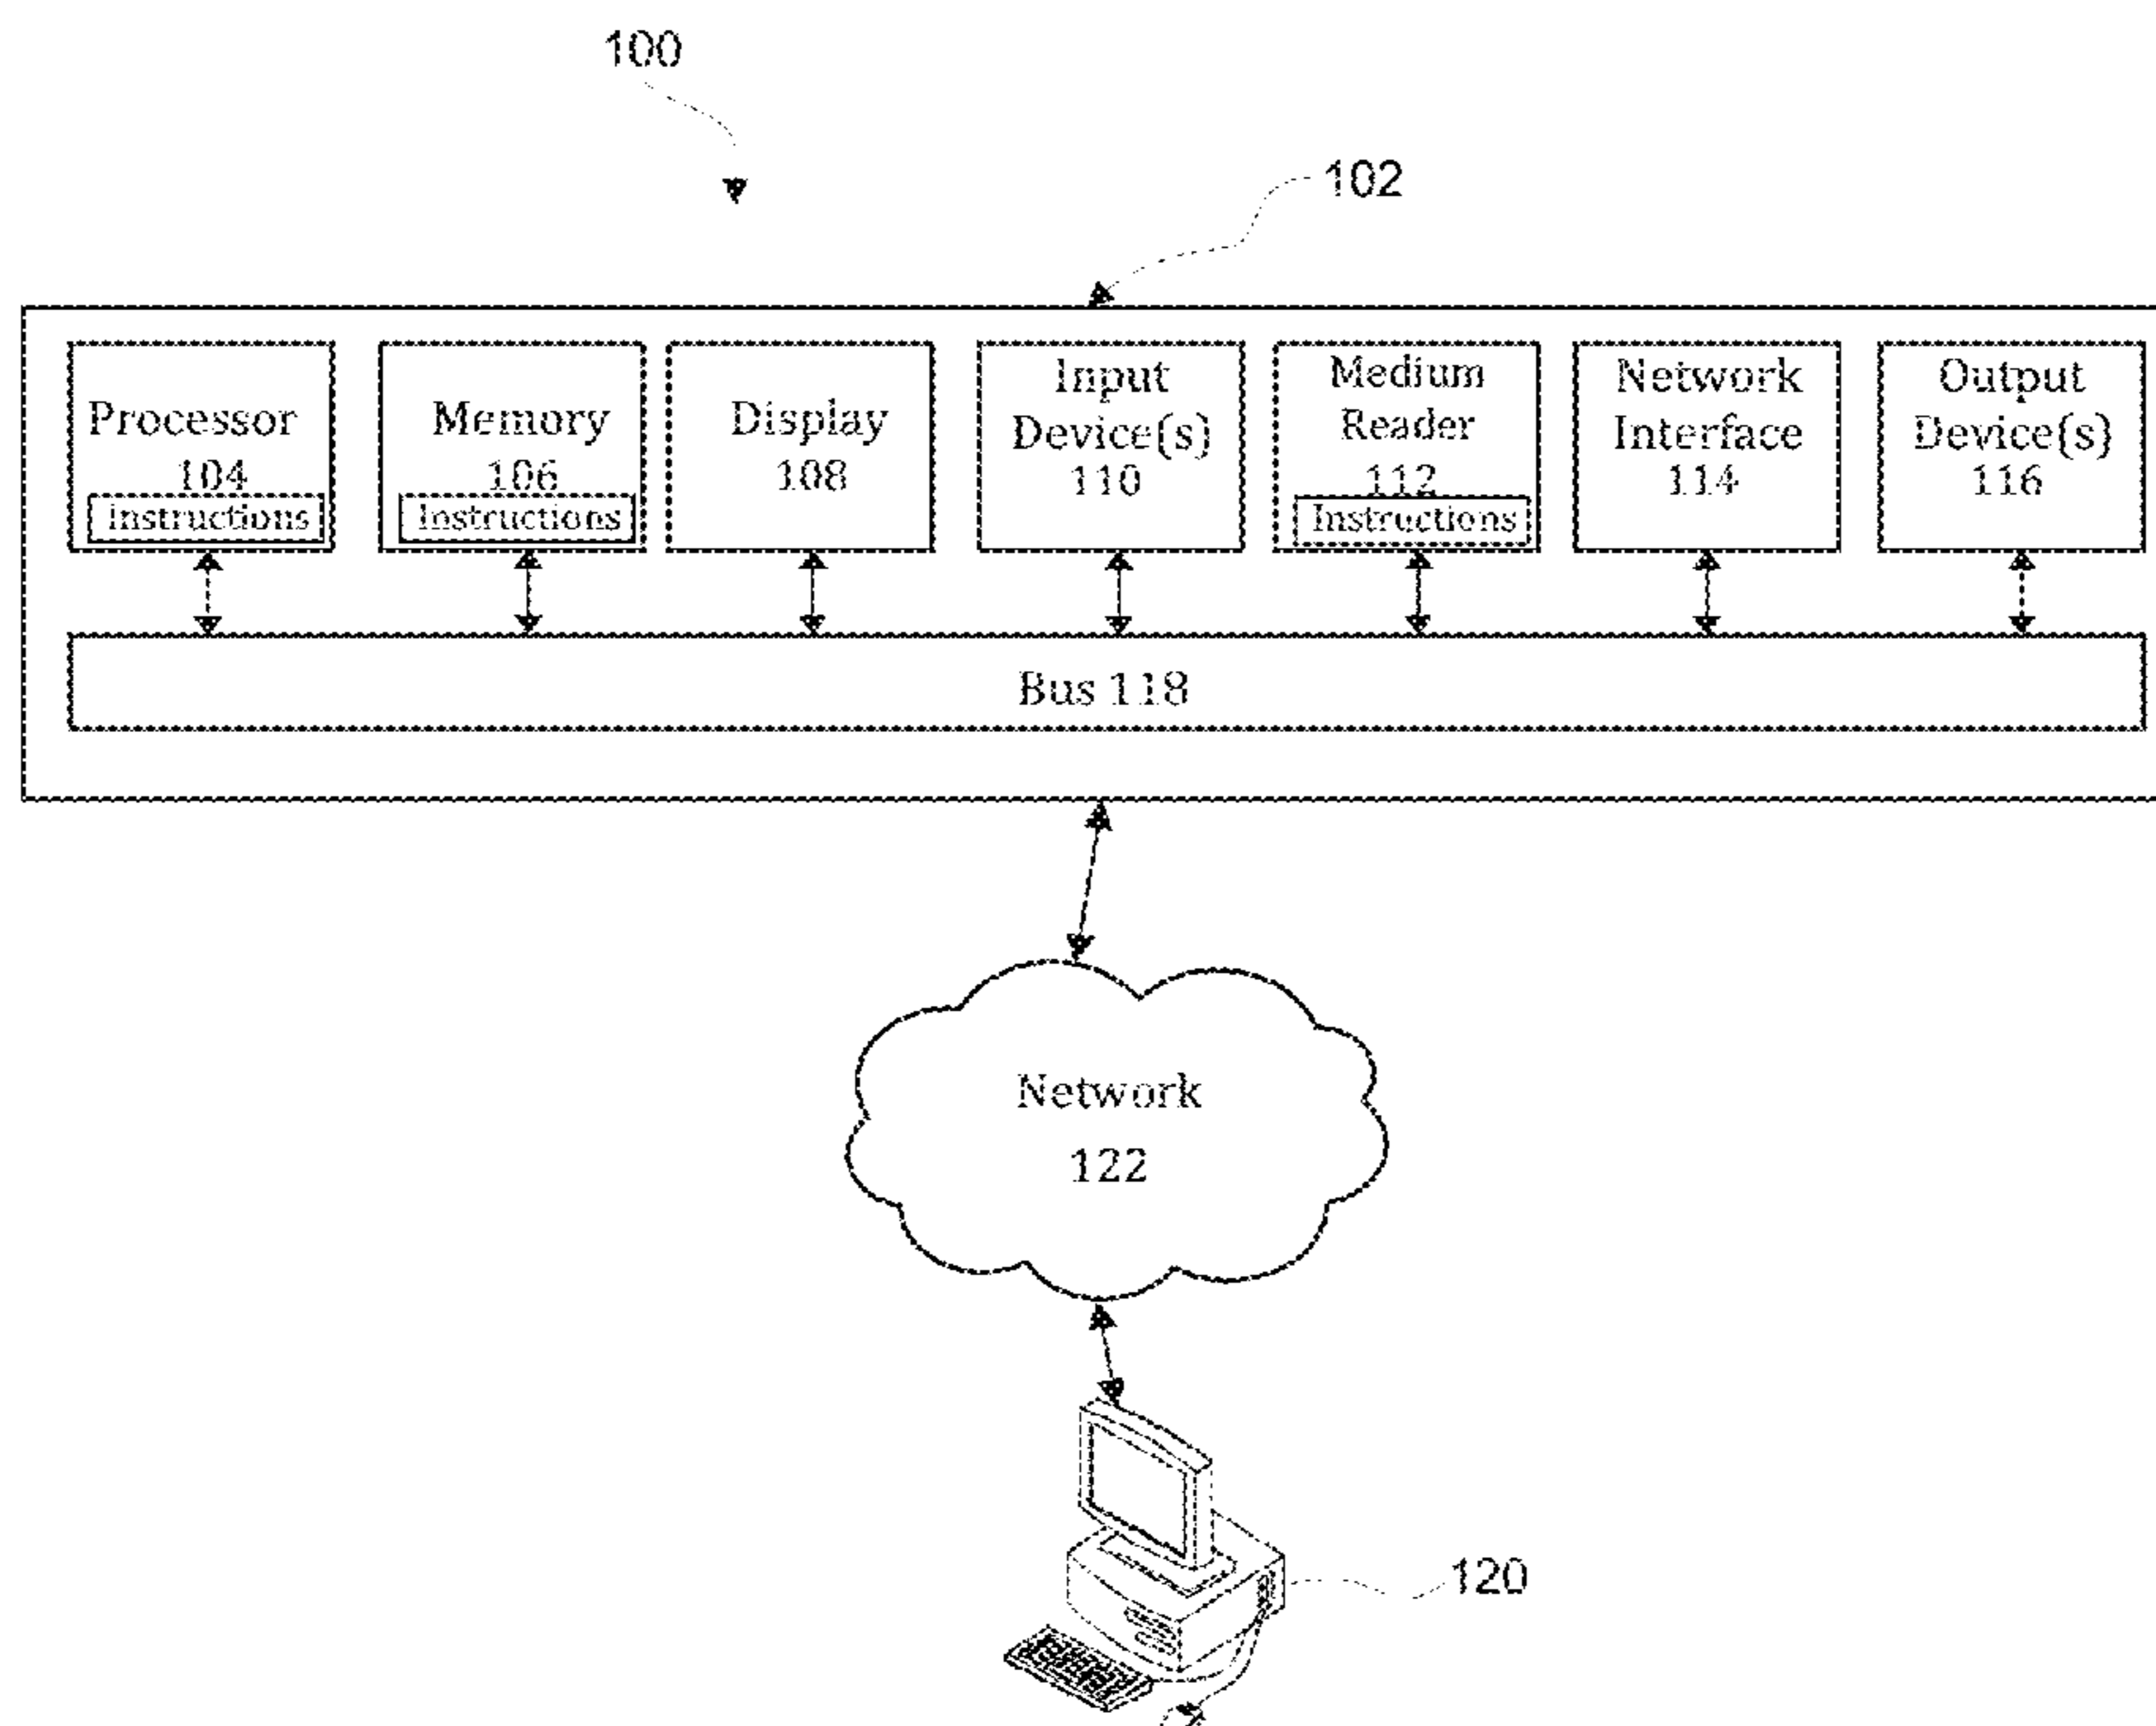 100
102
Processor
104
Instructions
Memory
106
Instructions
Display
108
Input
Device(s)
110
Medium
Reader
112
Instructions
Network
Interface
114
Output
Device(s)
116
Bus 118
Network
122
120